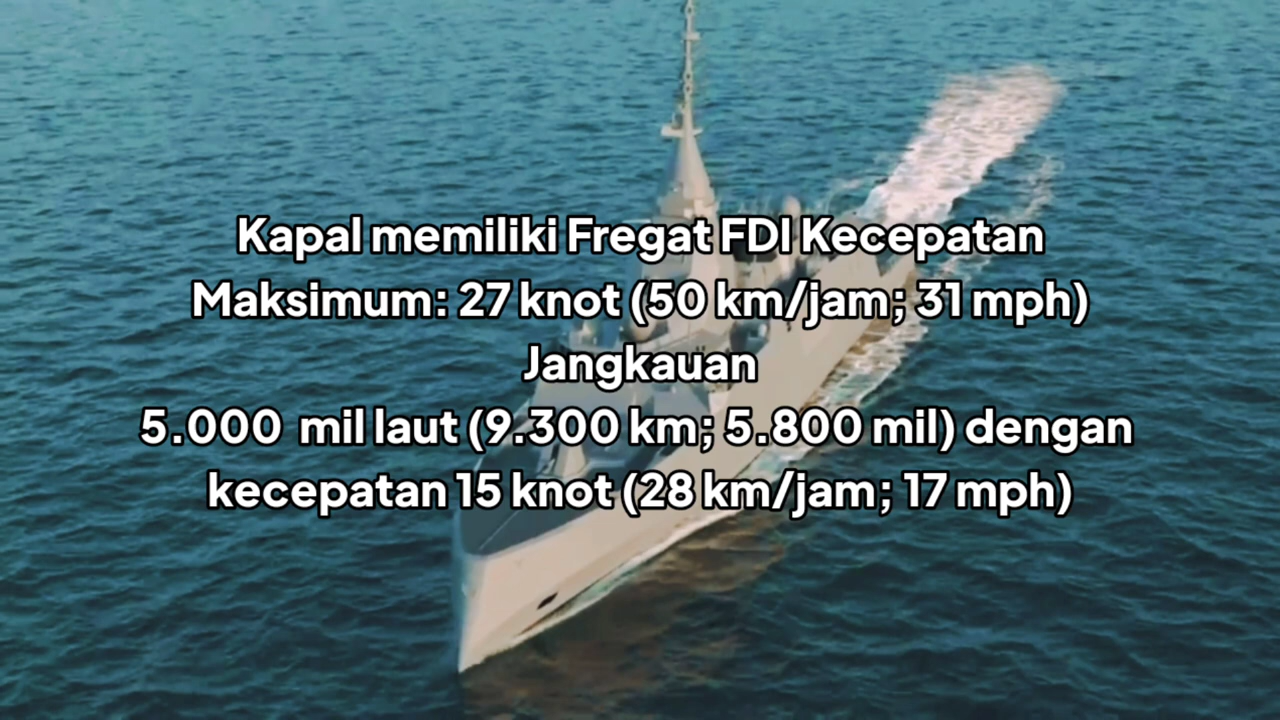 Kapal memiliki Fregat FDI Kecepatan
Maksimum: 27 knot (50 km/jam; 31 mph)
Jangkauan
5.000 mil laut (9.300 km; 5.800 mil) dengan
kecepatan 15 knot (28 km/jam; 17 mph)